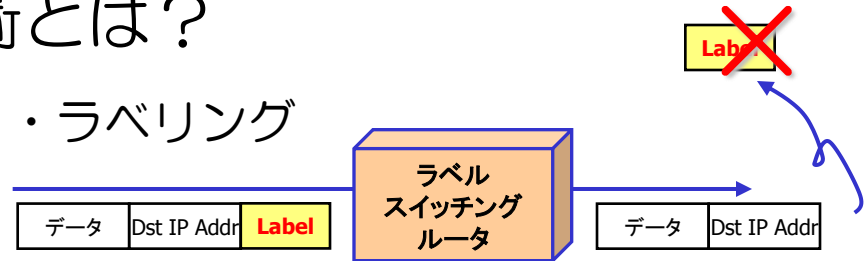 術とは？
Label
・ラベリング
ラベル
スイッチング
ルータ
データ Dst IP Addr Label
データ Dst IP Addr